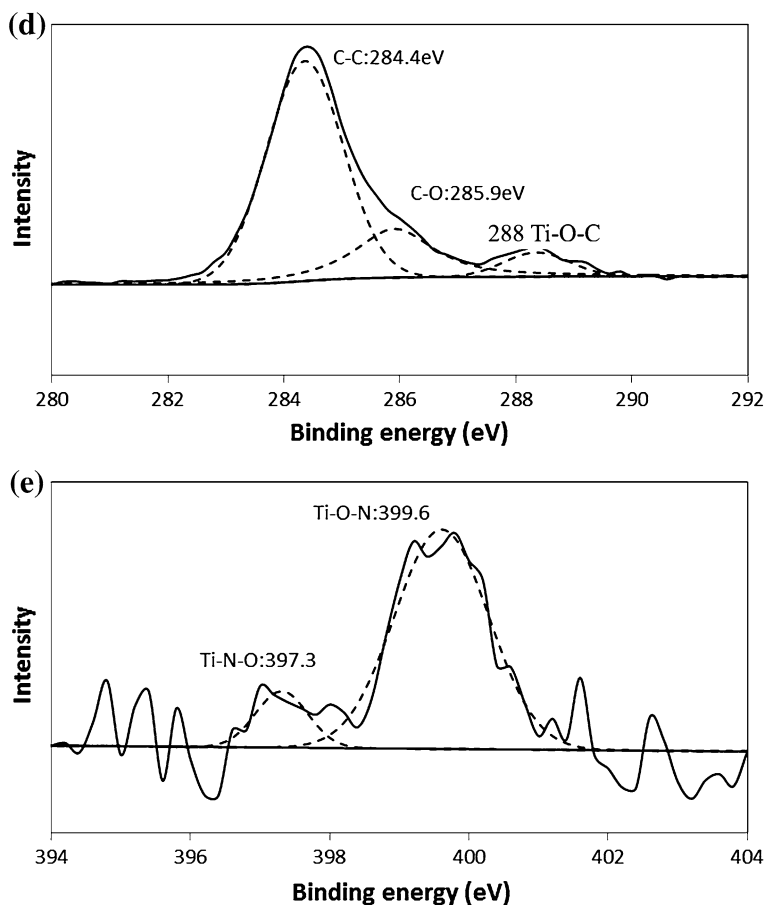 (d)
C-C:284.4eV
C-O:285.9eV
288 Ti-O-C
Intensity
280 282 284 286 288 290 292
Binding energy (eV)
(e)
Ti-O-N:399.6
Ti-N-O:397.3
Intensity
394 396 398 400 402 404
Binding energy (eV)